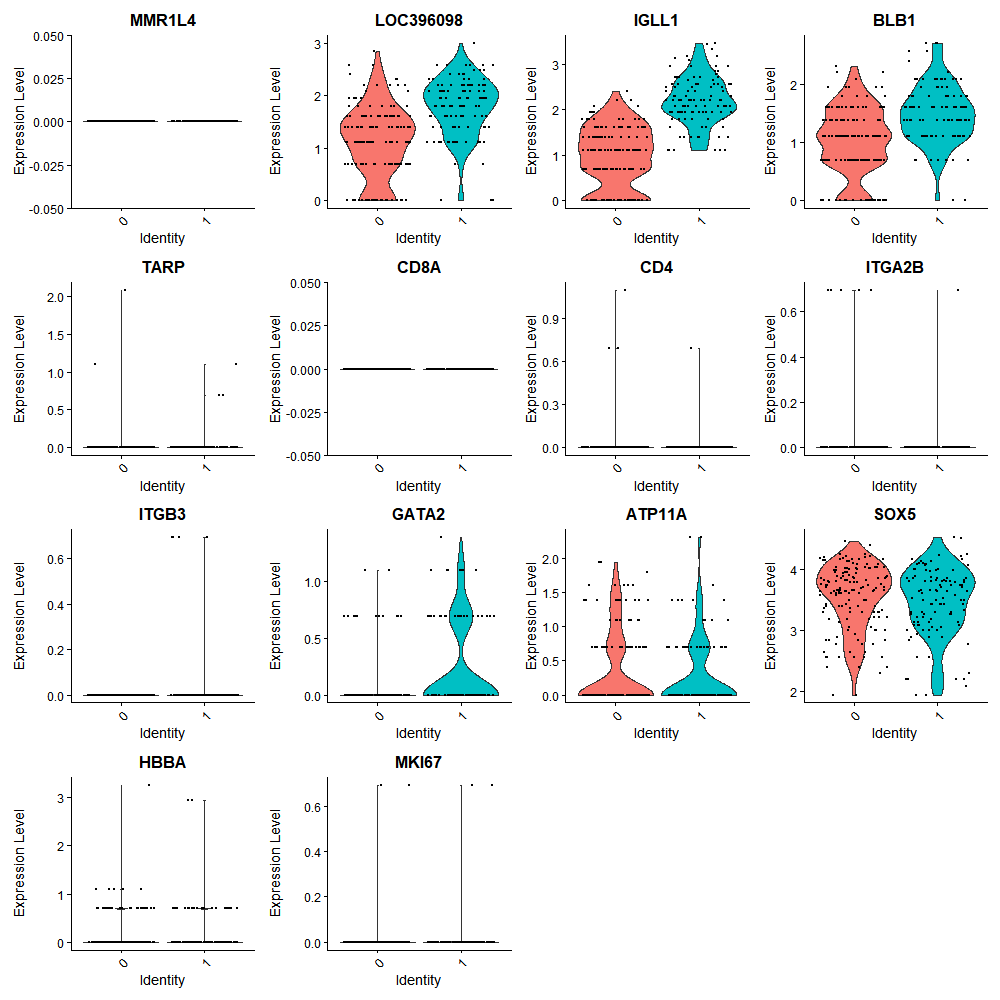 MMR1L4
Expression Level
0.050
0.025
0.000
-0.025
-0.050
0
1
Identity
LOC396098
Expression Level
3
2
1
0
0
1
Identity
IGLL1
Expression Level
3
2
1
0
0
1
Identity
BLB1
Expression Level
2
1
0
0
1
Identity
TARP
Expression Level
2.0
1.5
1.0
0.5
0.0
0
1
Identity
CD8A
Expression Level
0.050
0.025
0.000
-0.025
-0.050
0
1
Identity
CD4
Expression Level
0.9
0.6
0.3
0.0
0
1
Identity
ITGA2B
Expression Level
0.6
0.4
0.2
0.0
0
1
Identity
ITGB3
Expression Level
0.6
0.4
0.2
0.0
0
1
Identity
GATA2
Expression Level
1.0
0.5
0.0
0
1
Identity
ATP11A
Expression Level
2.0
1.5
1.0
0.5
0.0
0
1
Identity
SOX5
Expression Level
4
3
2
0
1
Identity
HBBA
Expression Level
3
2
1
0
0
1
Identity
MKI67
Expression Level
0.6
0.4
0.2
0.0
0
1
Identity